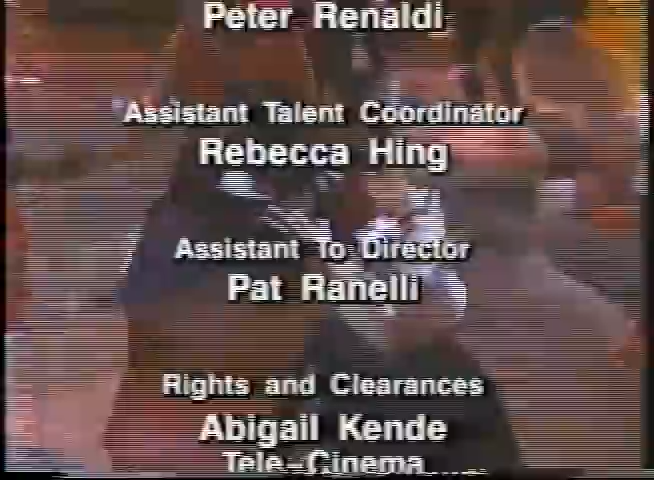 Peter Renaldi
Assistant Talent Coordinator
Rebecca Hing
Assistant To Director
Pat Ranelli
Rights and Clearances
Abigail Kende
Tele-Cinema